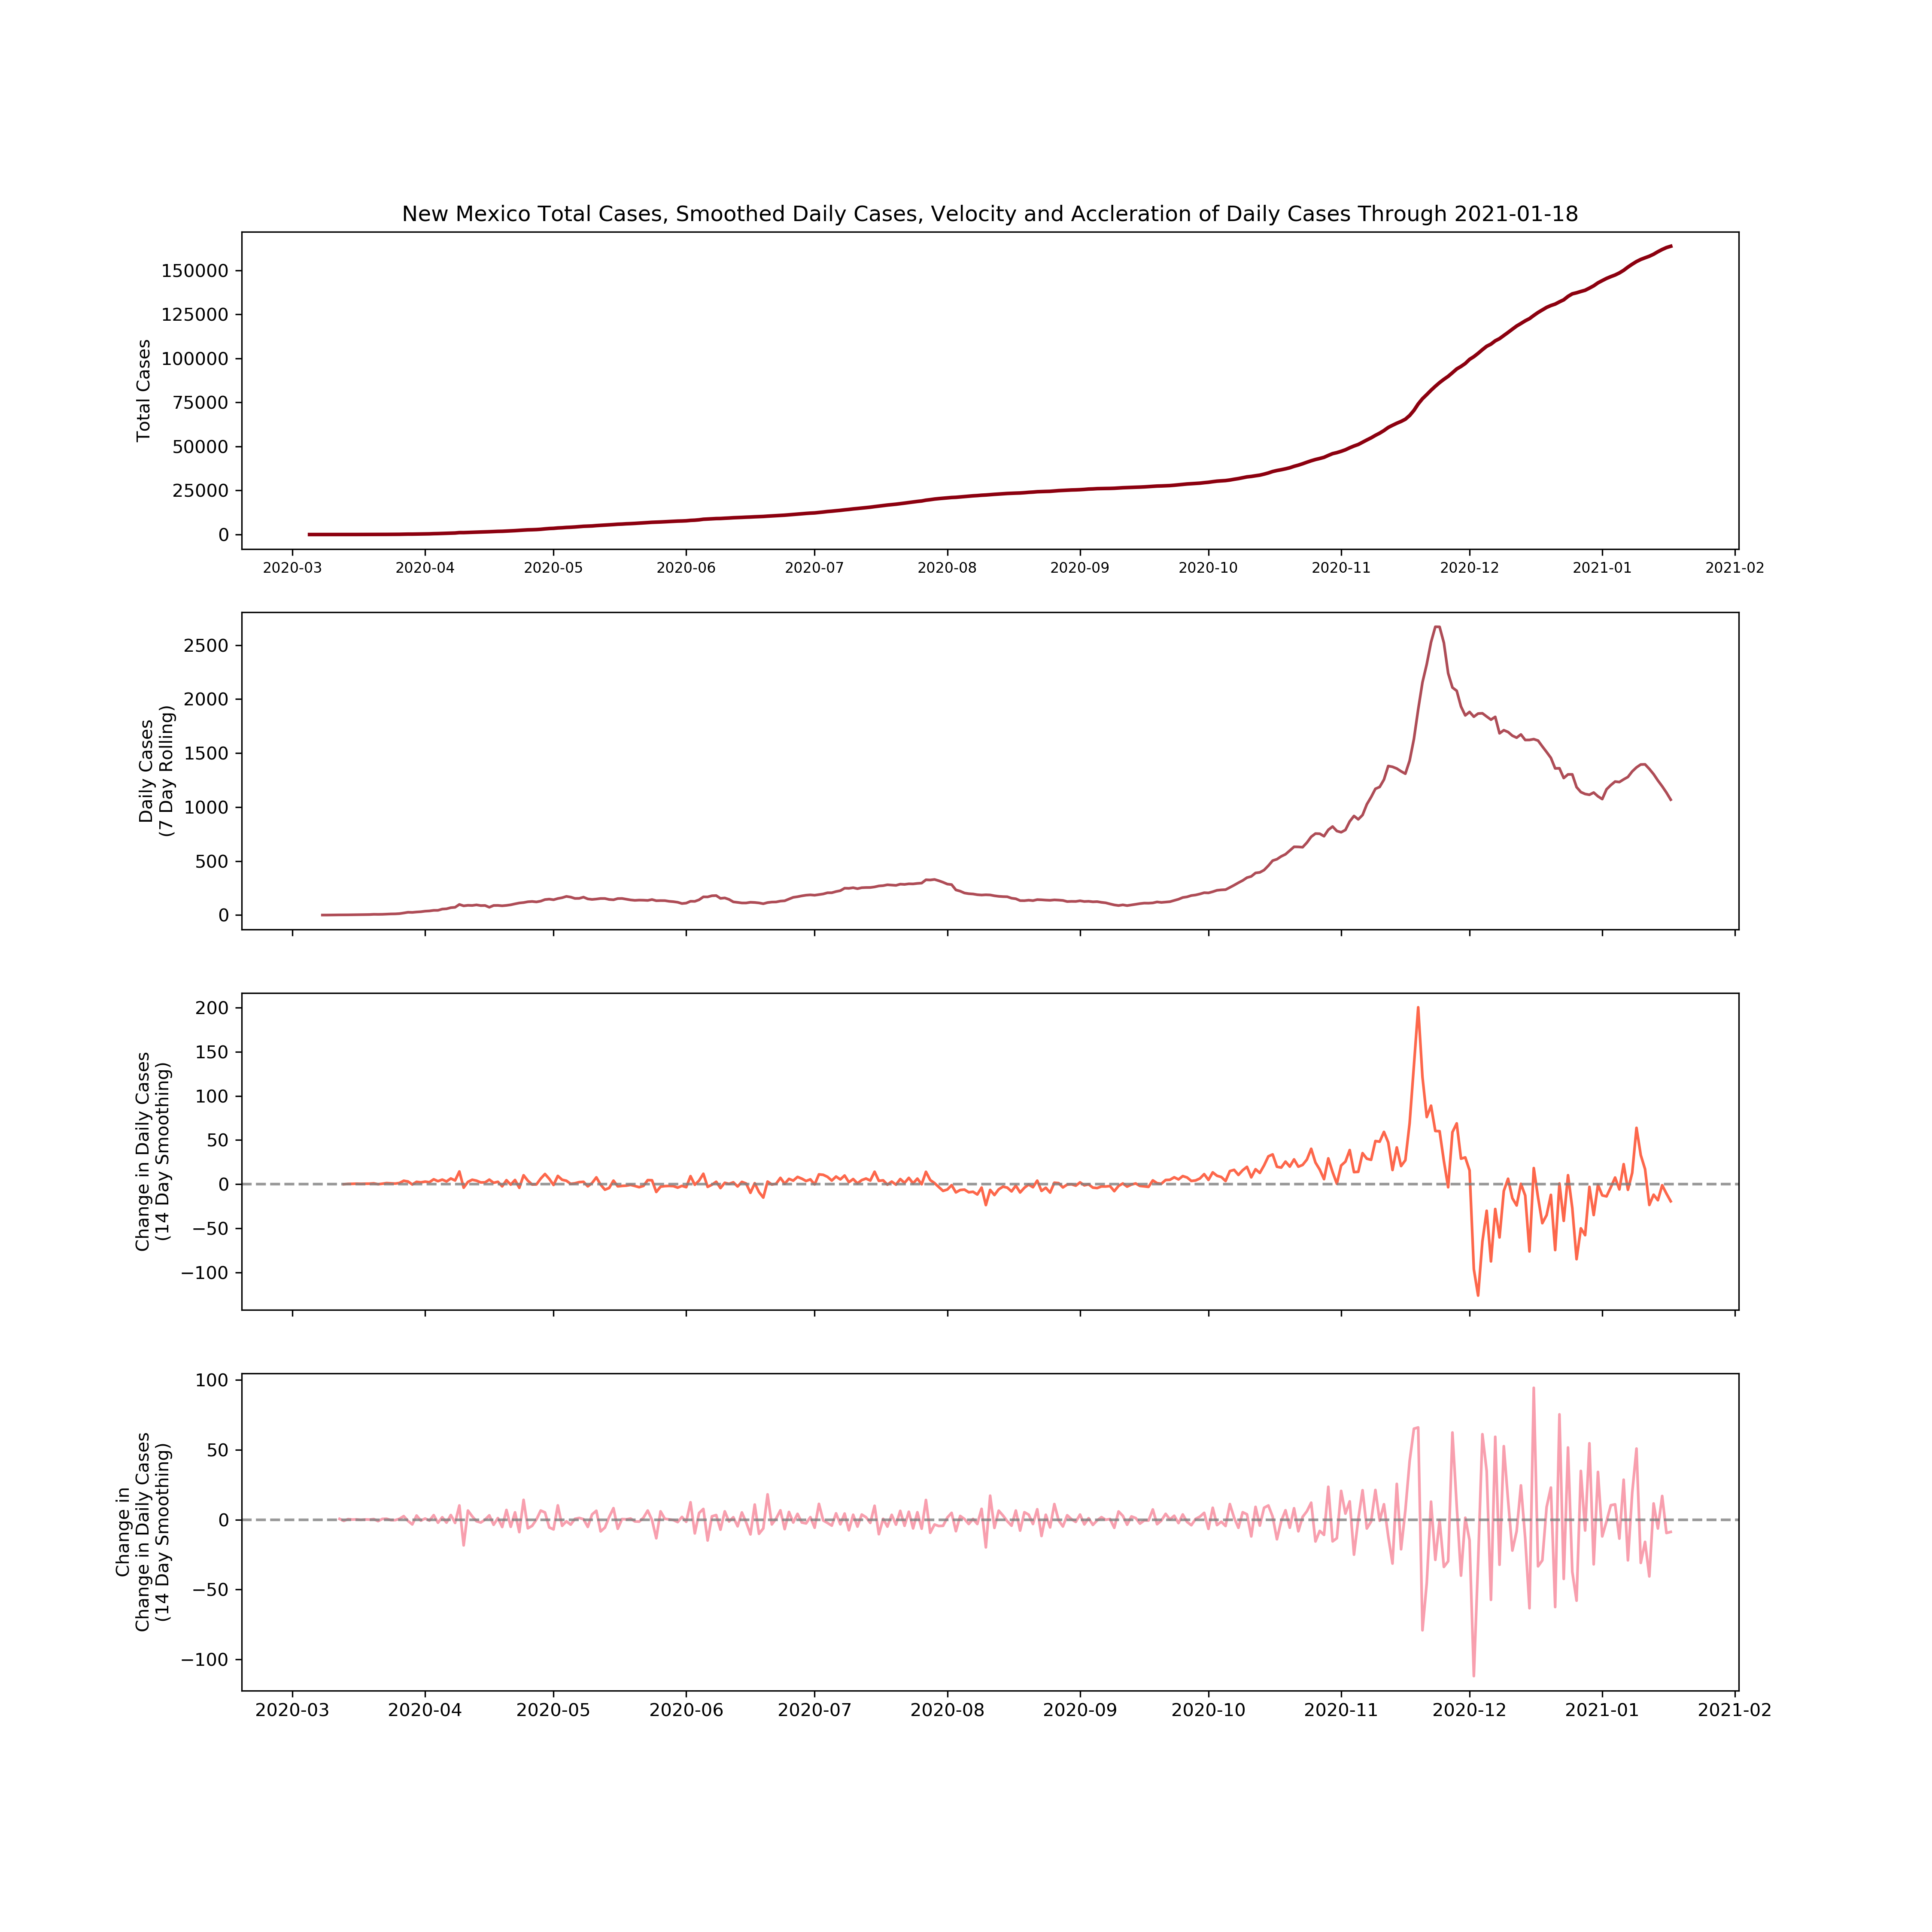 New Mexico Total Cases, Smoothed Daily Cases, Velocity and Accleration of Daily Cases Through 2021-01-18
Total Cases
150000
125000
100000
75000
50000
25000
0
2020-03 2020-04 2020-05 2020-06 2020-07 2020-08 2020-09 2020-10 2020-11 2020-12 2021-01 2021-02
Daily Cases
(7 Day Rolling)
2500
2000
1500
1000
500
0
Change in Daily Cases
(14 Day Smoothing)
200
150
100
50
0
−50
−100
Change in
Change in Daily Cases
(14 Day Smoothing)
100
50
0
−50
−100
2020-03 2020-04 2020-05 2020-06 2020-07 2020-08 2020-09 2020-10 2020-11 2020-12 2021-01 2021-02